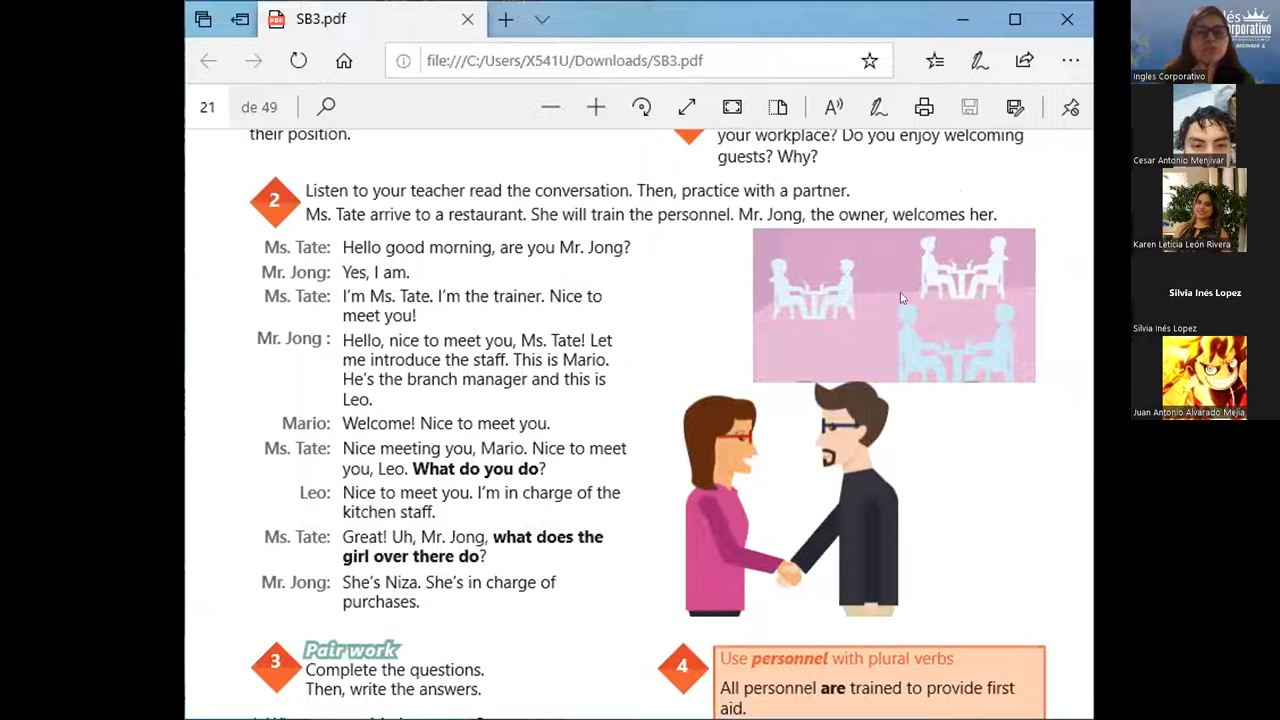 SB3.pdf
file:///C:/Users/X541U/Downloads/SB3.pdf
21 de 49
their position.
your workplace? Do you enjoy welcoming
guests? Why?
2
Listen to your teacher read the conversation. Then, practice with a partner.
Ms. Tate arrive to a restaurant. She will train the personnel. Mr. Jong, the owner, welcomes her.
Ms. Tate: Hello good morning, are you Mr. Jong?
Mr. Jong: Yes, I am.
Ms. Tate: I'm Ms. Tate. I'm the trainer. Nice to
meet you!
Mr. Jong : Hello, nice to meet you, Ms. Tate! Let
me introduce the staff. This is Mario.
He's the branch manager and this is
Leo.
Mario: Welcome! Nice to meet you.
Ms. Tate: Nice meeting you, Mario. Nice to meet
you, Leo. What do you do?
Leo: Nice to meet you. I'm in charge of the
kitchen staff.
Ms. Tate: Great! Uh, Mr. Jong, what does the
girl over there do?
Mr. Jong: She's Niza. She's in charge of
purchases.
3
Pair work
Complete the questions.
Then, write the answers.
4
Use personnel with plural verbs
All personnel are trained to provide first
aid.
BEGINNER 4
Ingles Corporativo
Cesar Antonio Menjivar
Karen Leticia León Rivera
Silvia Inés Lopez
Silvia Inés Lopez
Juan Antonio Alvarado Mejia